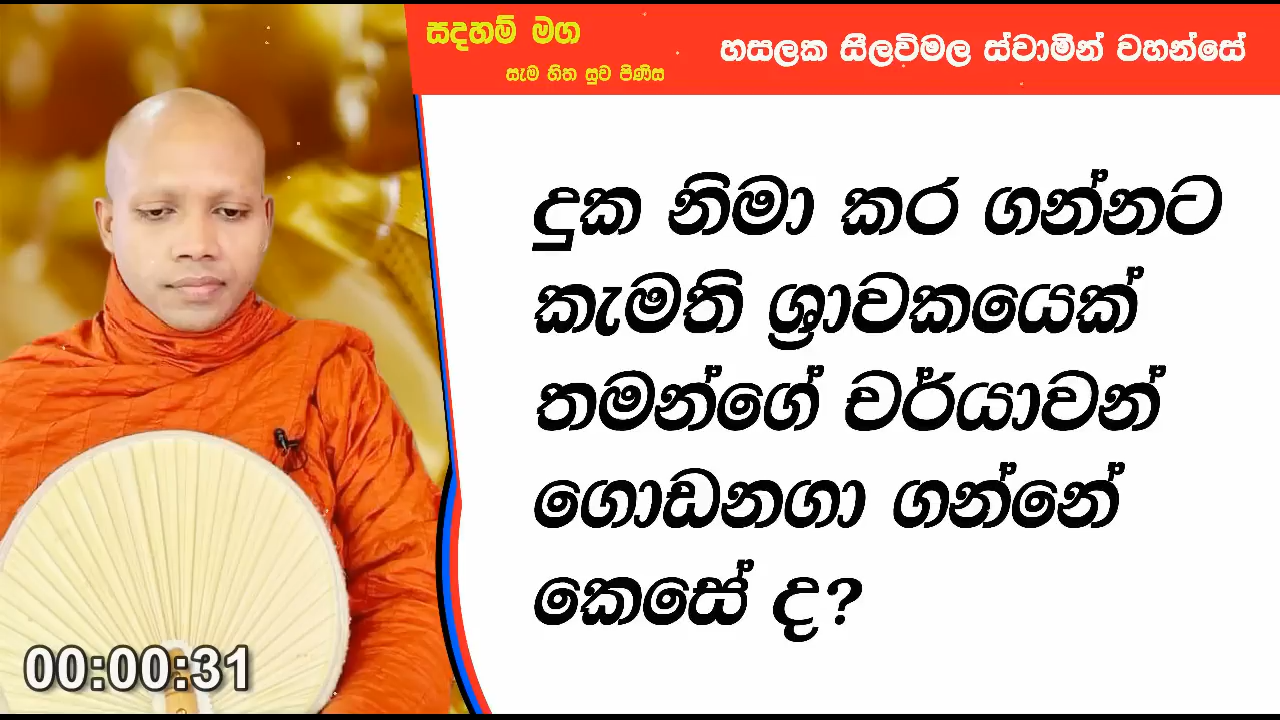 සදහම් මග
සැම හිත සුව පිණිස
හසලක සීලවිමල ස්වාමීන් වහන්සේ
දුක නිමා කර ගන්නට
කැමති ශ්‍රාවකයෙක්
තමන්ගේ චර්යාවන්
ගොඩනගා ගන්නේ
කෙසේ ද?
00:00:31